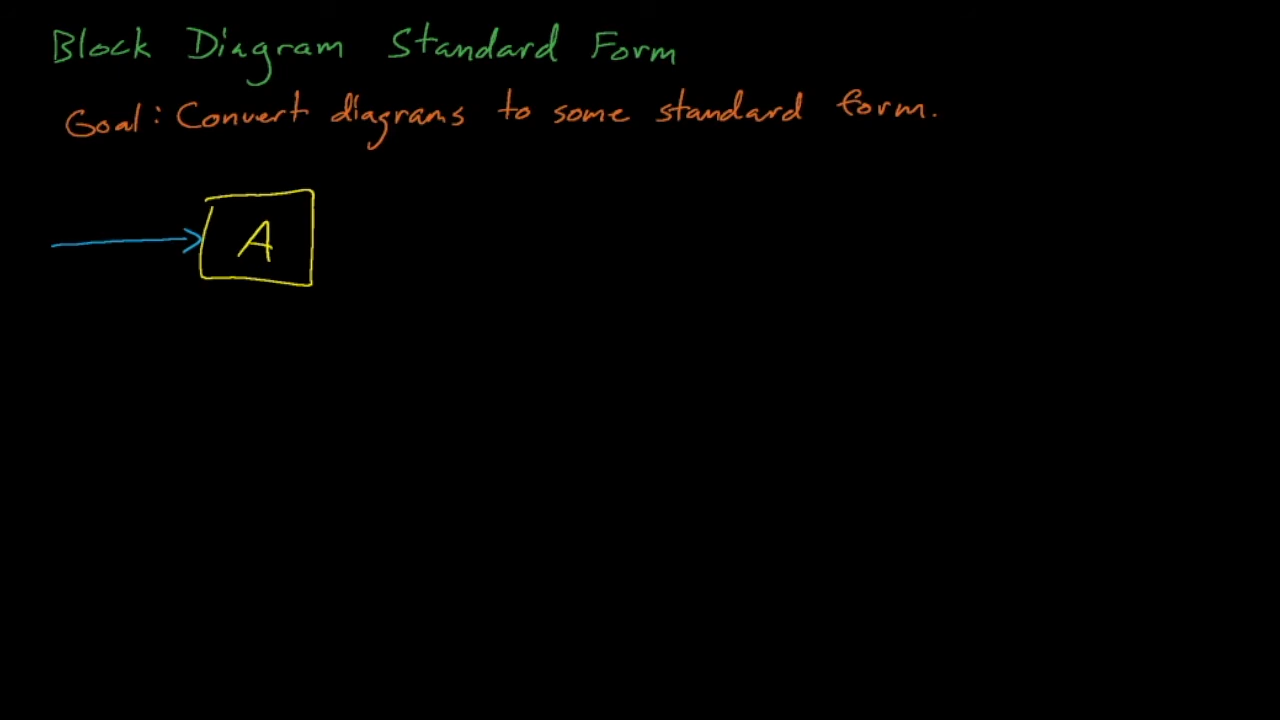 Block Diagram Standard Form
Goal: Convert diagrams to some standard form.
A